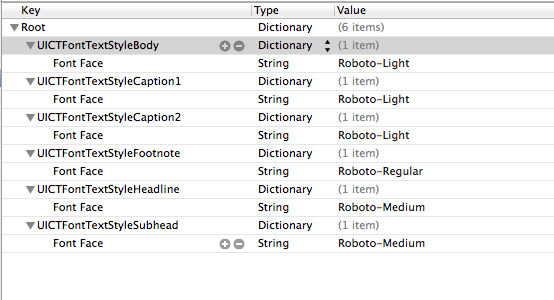 Key Type Value
Root Dictionary (6 items)
UICTFontTextStyleBody Dictionary (1 item)
Font Face String Roboto-Light
UICTFontTextStyleCaption1 Dictionary (1 item)
Font Face String Roboto-Light
UICTFontTextStyleCaption2 Dictionary (1 item)
Font Face String Roboto-Light
UICTFontTextStyleFootnote Dictionary (1 item)
Font Face String Roboto-Regular
UICTFontTextStyleHeadline Dictionary (1 item)
Font Face String Roboto-Medium
UICTFontTextStyleSubhead Dictionary (1 item)
Font Face String Roboto-Medium